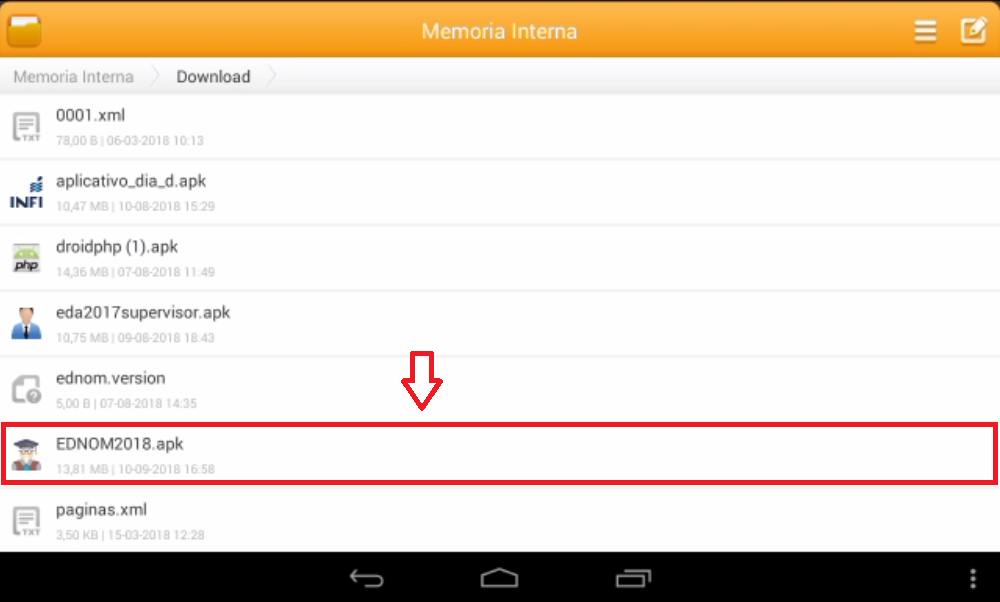 Memoria Interna
Memoria Interna Download
0001.xml
TXT
78,00 B | 06-03-2018 10:13
aplicativo_dia_d.apk
INFI
10,47 MB | 10-08-2018 15:29
droidphp (1).apk
php
14,36 MB | 07-08-2018 11:49
eda2017supervisor.apk
10,75 MB | 09-08-2018 18:43
ednom.version
5,00 B | 07-08-2018 14:35
EDNOM2018.apk
13,81 MB | 10-09-2018 16:58
paginas.xml
TXT
3,50 KB | 15-03-2018 12:28